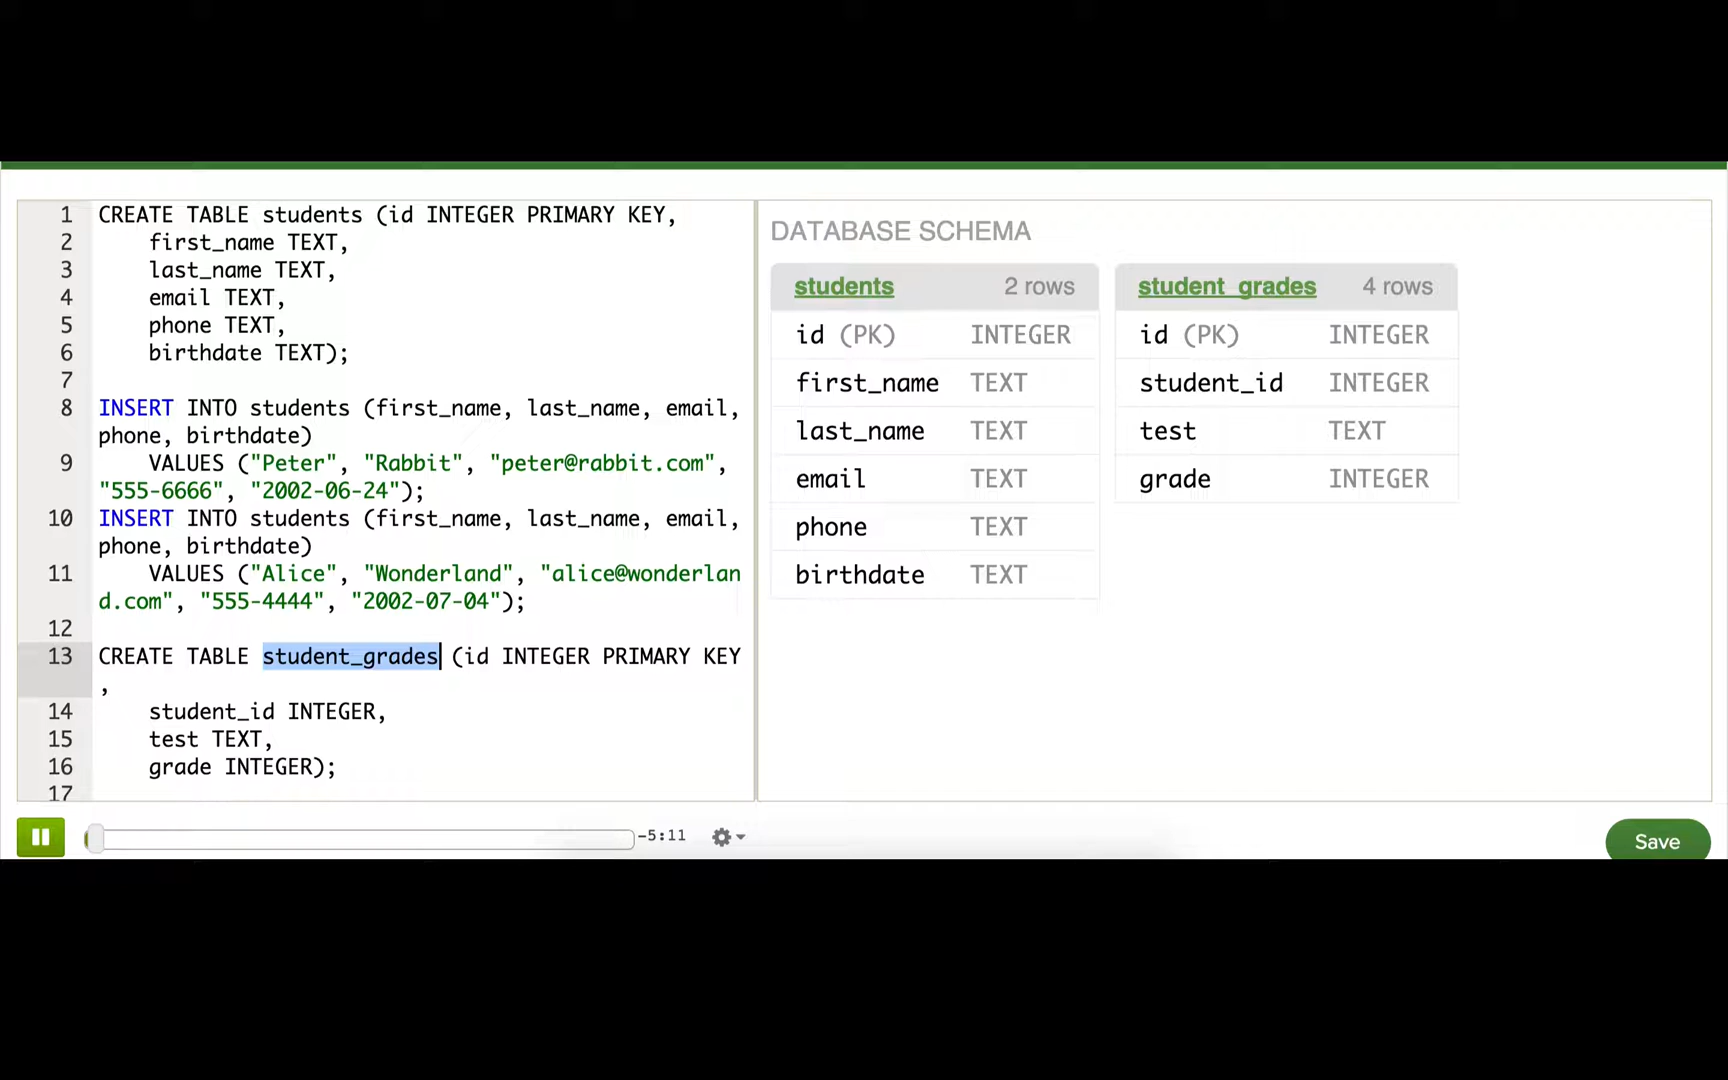 1 CREATE TABLE students (id INTEGER PRIMARY KEY,
2 first_name TEXT,
3 last_name TEXT,
4 email TEXT,
5 phone TEXT,
6 birthdate TEXT);
7
8 INSERT INTO students (first_name, last_name, email,
phone, birthdate)
9 VALUES ("Peter", "Rabbit", "peter@rabbit.com",
"555-6666", "2002-06-24");
10 INSERT INTO students (first_name, last_name, email,
phone, birthdate)
11 VALUES ("Alice", "Wonderland", "alice@wonderlan
d.com", "555-4444", "2002-07-04");
12
13 CREATE TABLE student_grades (id INTEGER PRIMARY KEY
,
14 student_id INTEGER,
15 test TEXT,
16 grade INTEGER);
17
-5:11
DATABASE SCHEMA
students 2 rows
id (PK) INTEGER
first_name TEXT
last_name TEXT
email TEXT
phone TEXT
birthdate TEXT
student_grades 4 rows
id (PK) INTEGER
student_id INTEGER
test TEXT
grade INTEGER
Save